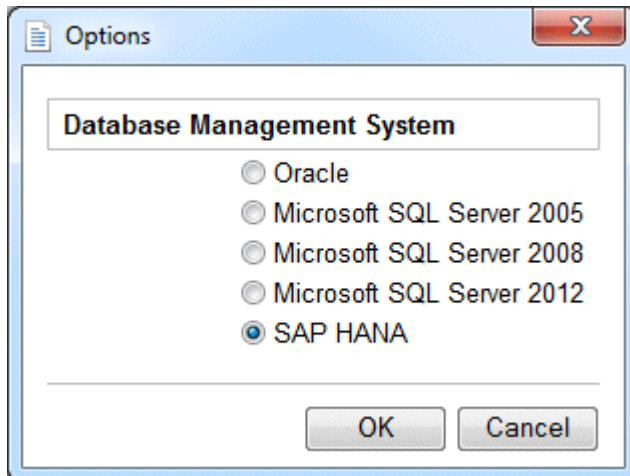 Options
Database Management System
Oracle
Microsoft SQL Server 2005
Microsoft SQL Server 2008
Microsoft SQL Server 2012
SAP HANA
OK Cancel